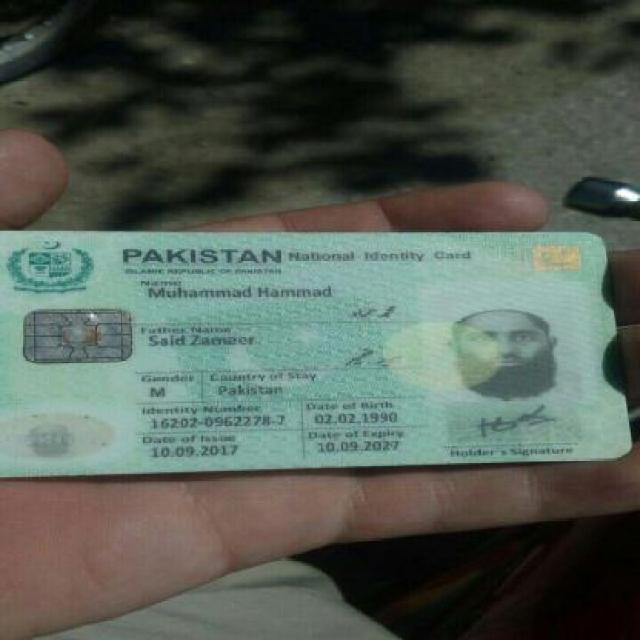 PAKISTAN National Identity Card
ISLAMIC REPUBLIC OF PAKISTAN
Name
Muhammad Hammad
محمد حماد
Father Name
Said Zameer
Gender Country of Stay
M Pakistan
Identity Number Date of Birth
16202-0962278-7 02.02.1990
Date of Issue Date of Expiry
10.09.2017 10.09.2027
Holder's Signature